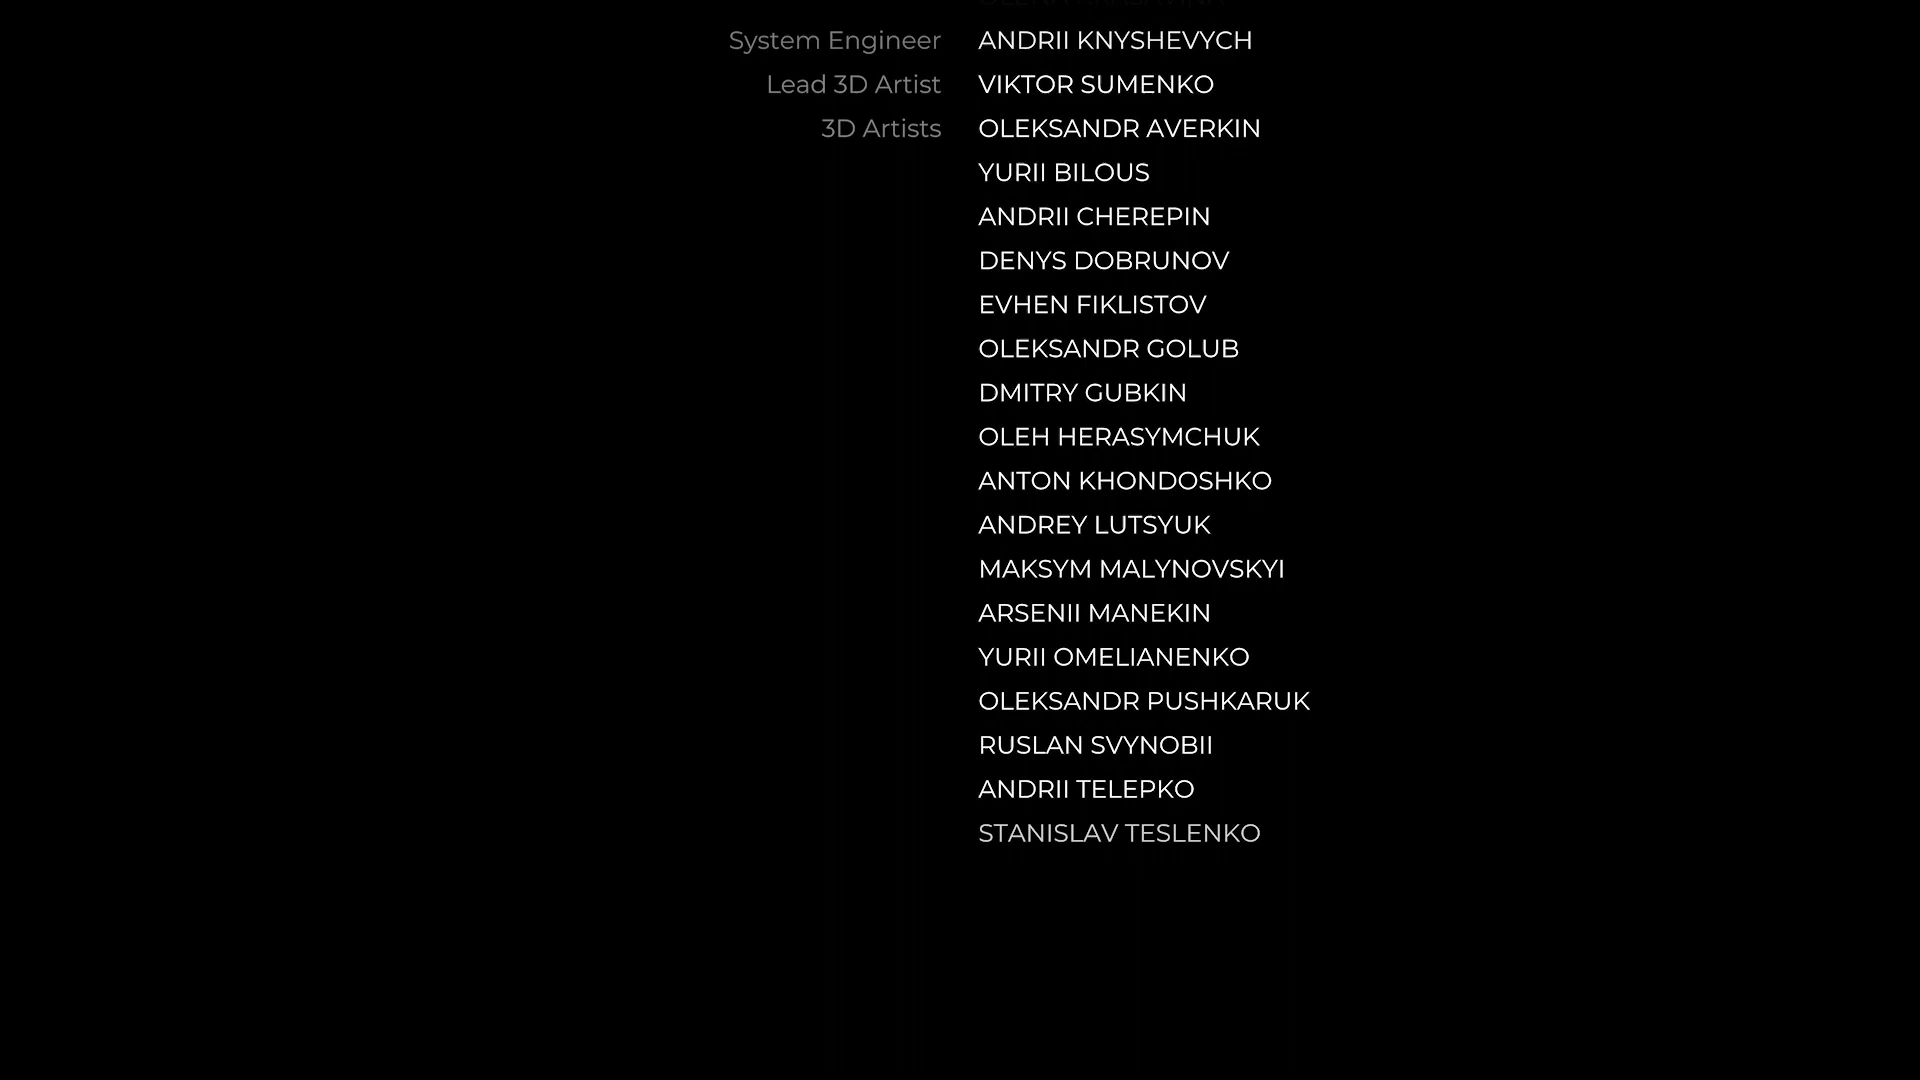 System Engineer ANDRII KNYSHEVYCH
Lead 3D Artist VIKTOR SUMENKO
3D Artists OLEKSANDR AVERKIN
YURII BILOUS
ANDRII CHEREPIN
DENYS DOBRUNOV
EVHEN FIKLISTOV
OLEKSANDR GOLUB
DMITRY GUBKIN
OLEH HERASYMCHUK
ANTON KHONDOSHKO
ANDREY LUTSYUK
MAKSYM MALYNOVSKYI
ARSENII MANEKIN
YURII OMELIANENKO
OLEKSANDR PUSHKARUK
RUSLAN SVYNOBII
ANDRII TELEPKO
STANISLAV TESLENKO